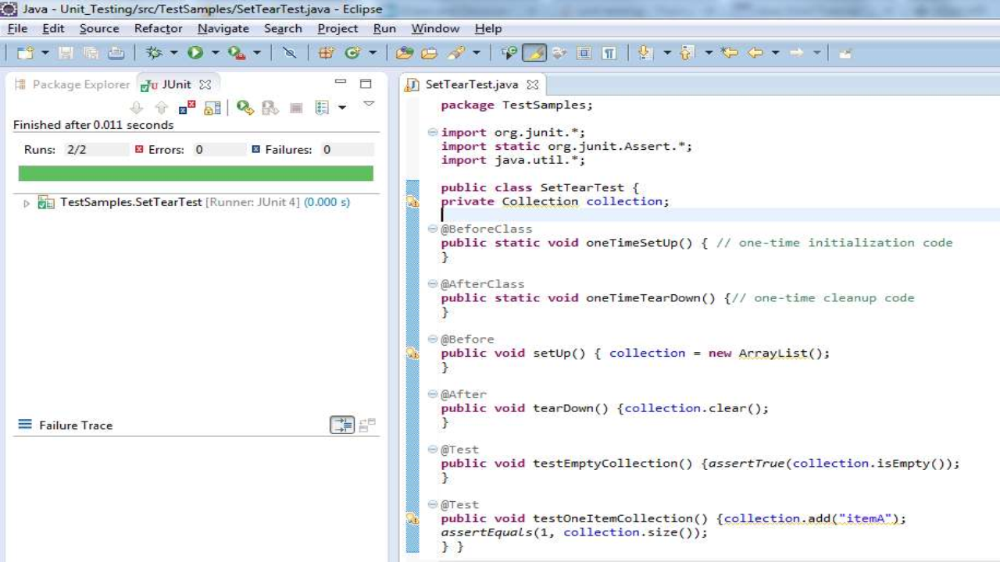 Java - Unit_Testing/src/TestSamples/SetTearTest.java - Eclipse
File Edit Source Refactor Navigate Search Project Run Window Help
Package Explorer JUnit
Finished after 0.011 seconds
Runs: 2/2 Errors: 0 Failures: 0
TestSamples.SetTearTest [Runner: JUnit 4] (0.000 s)
Failure Trace
SetTearTest.java
package TestSamples;
import org.junit.*;
import static org.junit.Assert.*;
import java.util.*;
public class SetTearTest {
private Collection collection;
@BeforeClass
public static void oneTimeSetUp() { // one-time initialization code
}
@AfterClass
public static void oneTimeTearDown() {// one-time cleanup code
}
@Before
public void setUp() { collection = new ArrayList();
}
@After
public void tearDown() {collection.clear();
}
@Test
public void testEmptyCollection() {assertTrue(collection.isEmpty());
}
@Test
public void testOneItemCollection() {collection.add("itemA");
assertEquals(1, collection.size());
} }